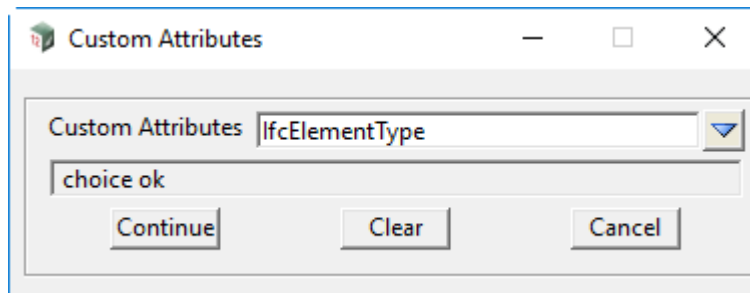 Custom Attributes
Custom Attributes IfcElementType
choice ok
Continue Clear Cancel